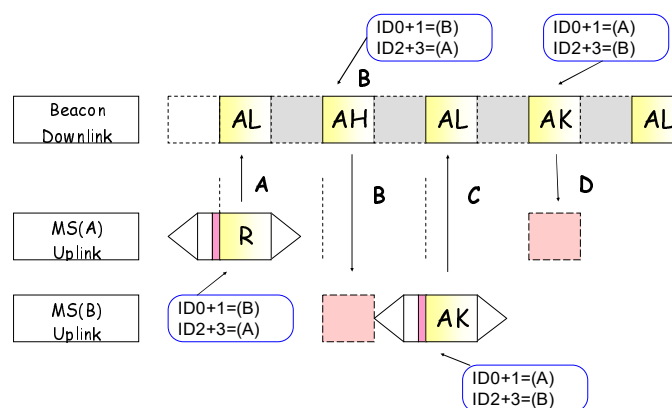 ID0+1=(B)
ID2+3=(A)
ID0+1=(A)
ID2+3=(B)
B
Beacon
Downlink
AL
AH
AL
AK
AL
A
B
C
D
MS(A)
Uplink
R
ID0+1=(B)
ID2+3=(A)
MS(B)
Uplink
AK
ID0+1=(A)
ID2+3=(B)